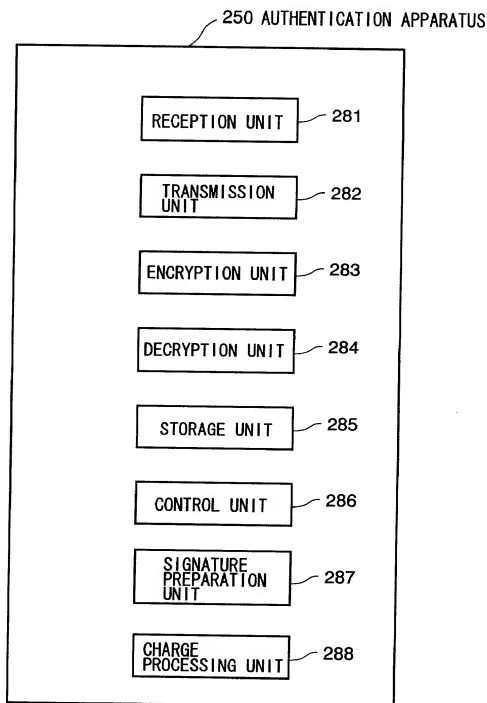 250 AUTHENTICATION APPARATUS
RECEPTION UNIT 281
TRANSMISSION
UNIT 282
ENCRYPTION UNIT 283
DECRYPTION UNIT 284
STORAGE UNIT 285
CONTROL UNIT 286
SIGNATURE
PREPARATION
UNIT 287
CHARGE
PROCESSING UNIT 288